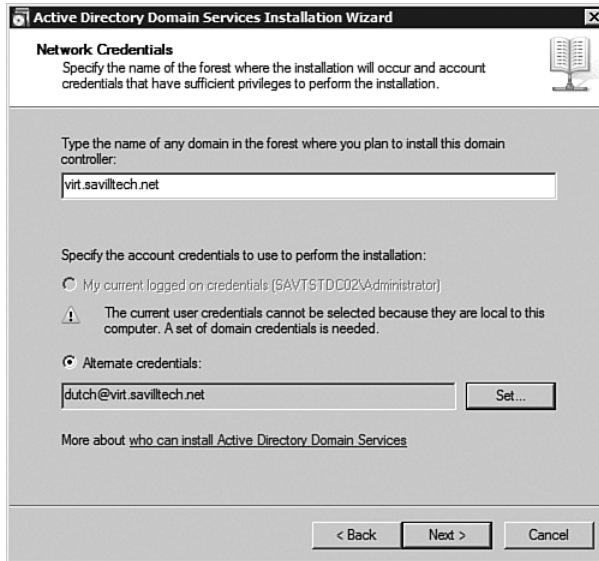 Active Directory Domain Services Installation Wizard
Network Credentials
Specify the name of the forest where the installation will occur and account
credentials that have sufficient privileges to perform the installation.
Type the name of any domain in the forest where you plan to install this domain
controller:
virt.savilltech.net
Specify the account credentials to use to perform the installation:
My current logged on credentials (SAVTSTDC02\Administrator)
The current user credentials cannot be selected because they are local to this
computer. A set of domain credentials is needed.
Alternate credentials:
dutch@virt.savilltech.net
Set...
More about who can install Active Directory Domain Services
< Back
Next >
Cancel